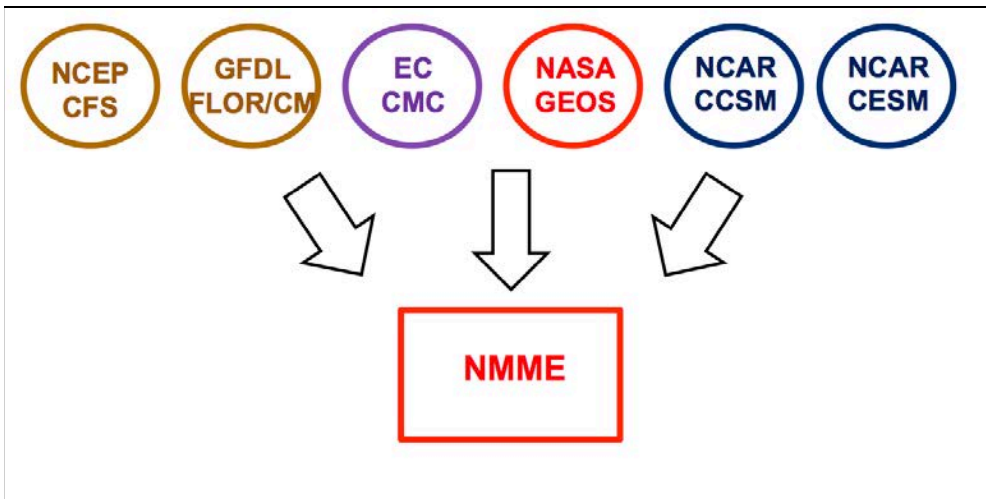 NCEP
CFS
GFDL
FLOR/CM
EC
CMC
NASA
GEOS
NCAR
CCSM
NCAR
CESM
NMME